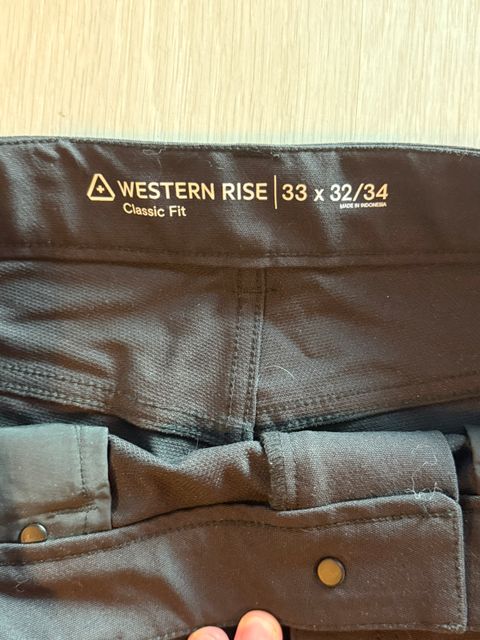 WESTERN RISE | 33 x 32/34
Classic Fit
MADE IN INDONESIA